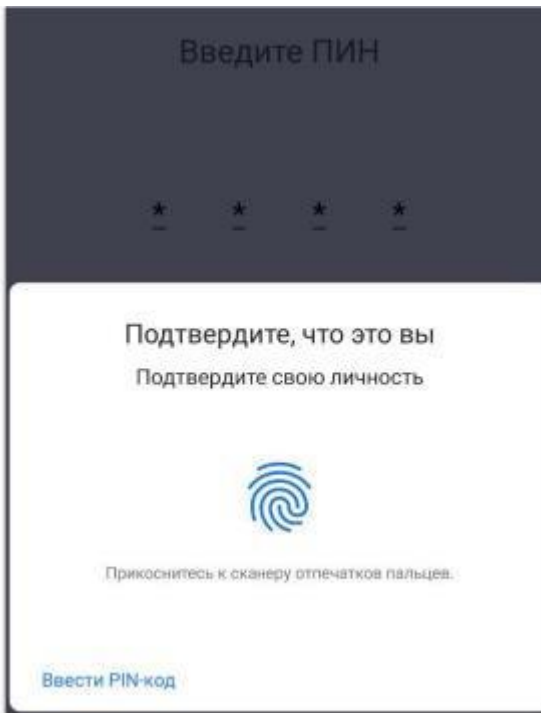 Введите ПИН
* * * *
Подтвердите, что это вы
Подтвердите свою личность
Прикоснитесь к сканеру отпечатков пальцев.
Ввести PIN-код